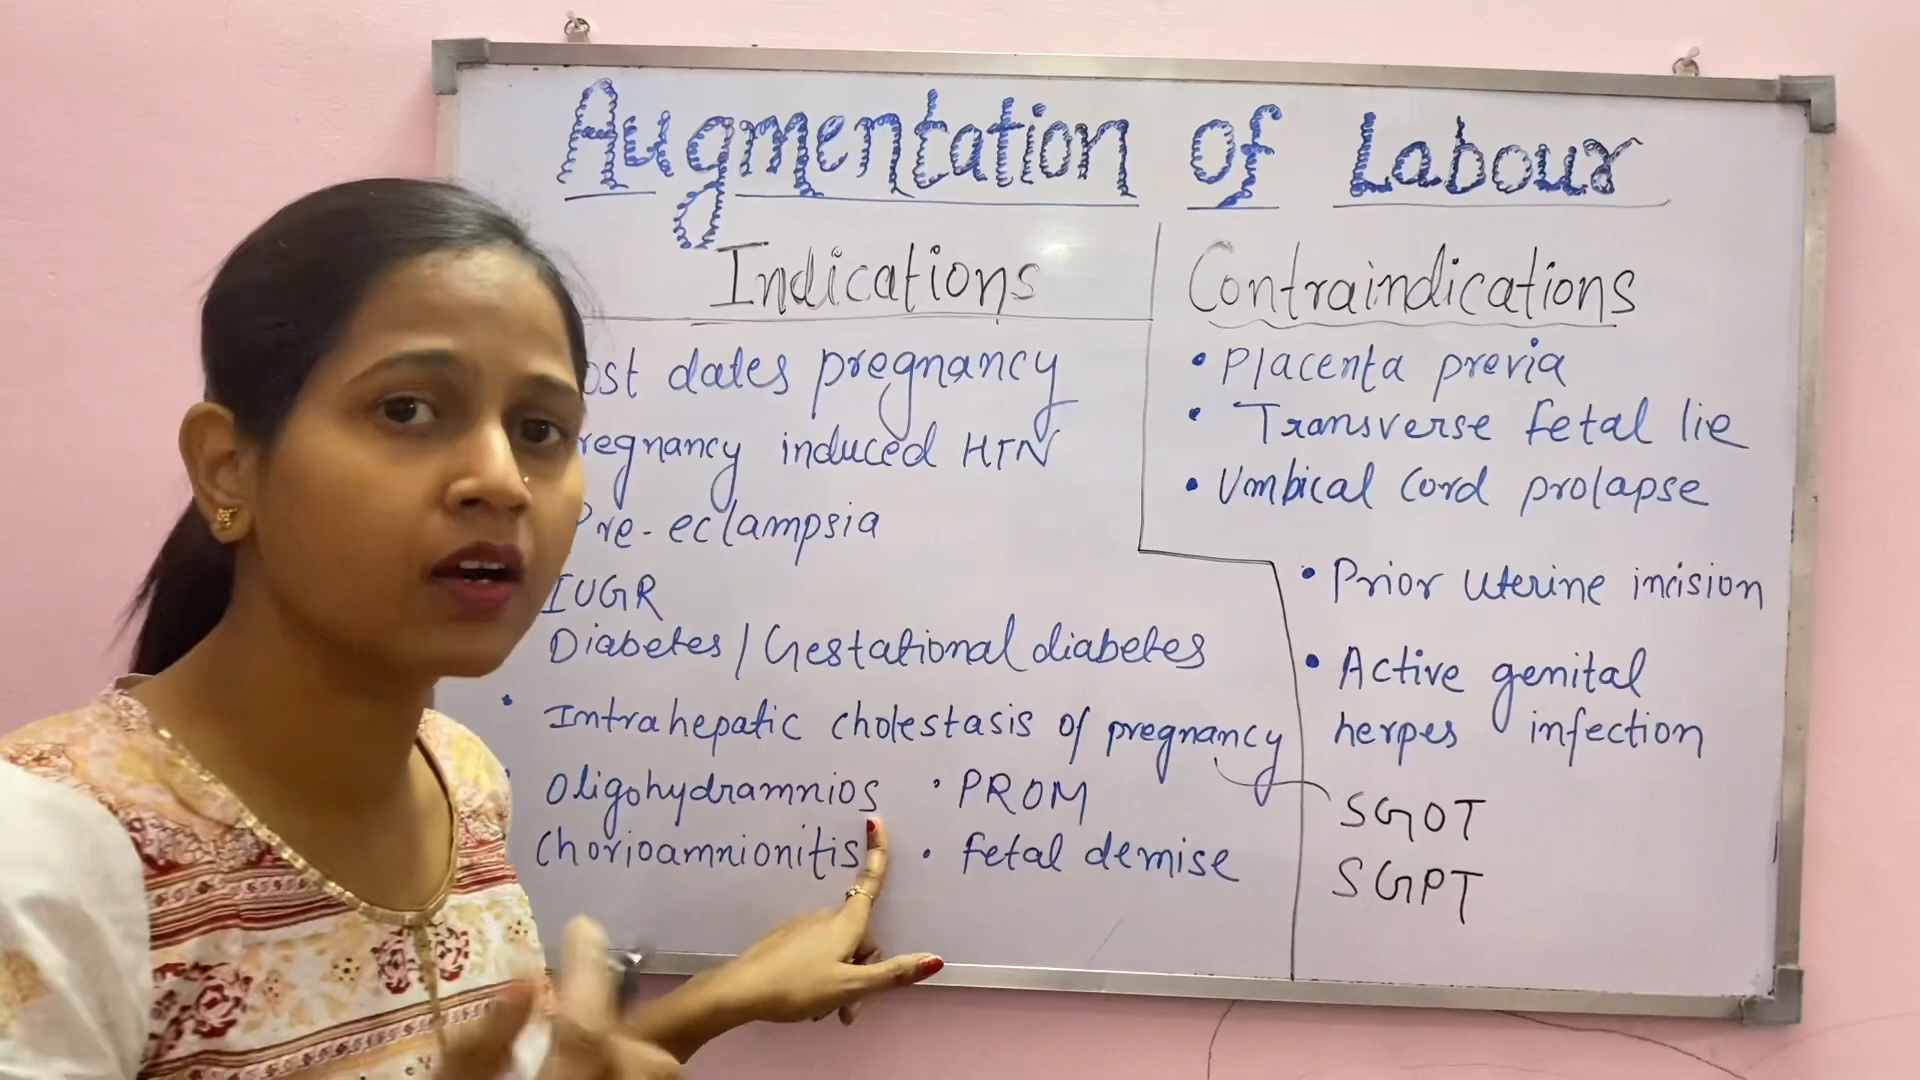 Augmentation of Labour
Indications
ost dates pregnancy
regnancy induced HTN
Pre-eclampsia
IUGR
Diabetes / Gestational diabetes
• Intrahepatic cholestasis of pregnancy
Oligohydramnios • PROM
Chorioamnionitis • Fetal demise
Contraindications
• Placenta previa
• Transverse fetal lie
• Umbical Cord prolapse
• Prior uterine incision
• Active genital
herpes infection
SGOT
SGPT